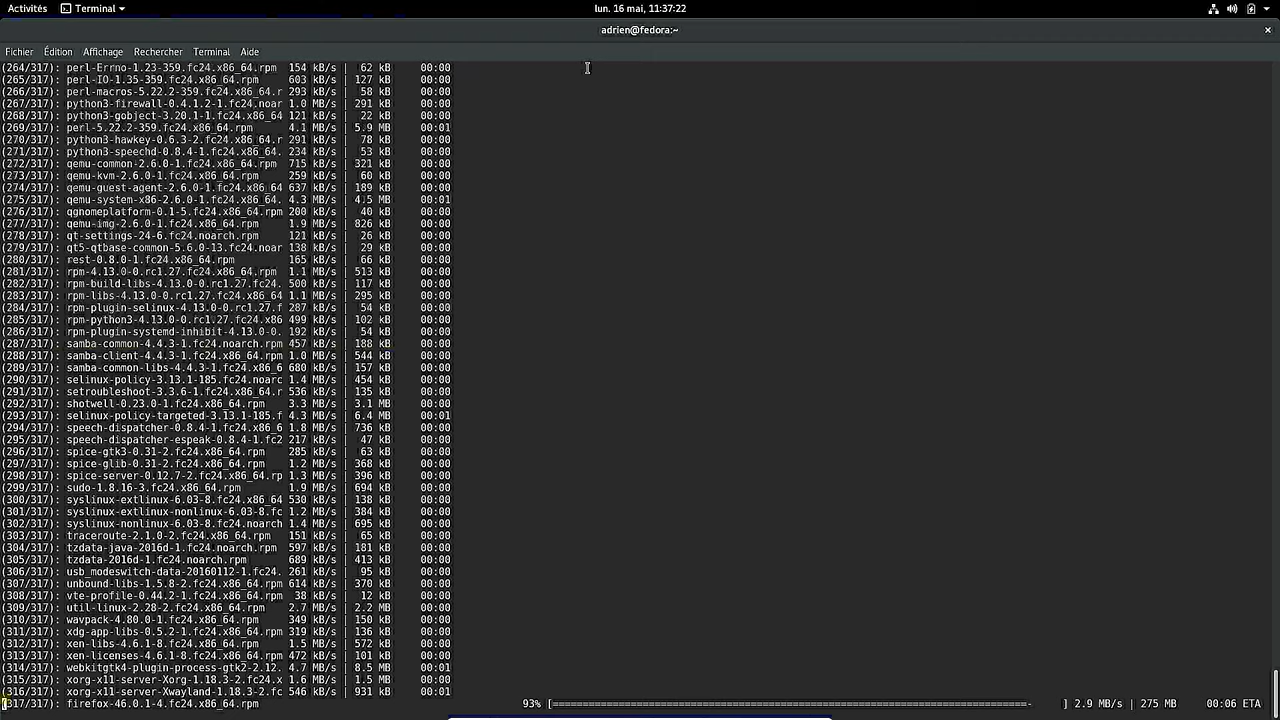 Activités Terminal lun. 16 mai, 11:37:22
adrien@fedora:~ ×
Fichier Édition Affichage Rechercher Terminal Aide
(264/317): perl-Errno-1.23-359.fc24.x86_64.rpm 154 kB/s | 62 kB 00:00
(265/317): perl-IO-1.35-359.fc24.x86_64.rpm 603 kB/s | 127 kB 00:00
(266/317): perl-macros-5.22.2-359.fc24.x86_64.r 293 kB/s | 58 kB 00:00
(267/317): python3-firewall-0.4.1.2-1.fc24.noar 1.0 MB/s | 291 kB 00:00
(268/317): python3-gobject-3.20.1-1.fc24.x86_64 121 kB/s | 22 kB 00:00
(269/317): perl-5.22.2-359.fc24.x86_64.rpm 4.1 MB/s | 5.9 MB 00:01
(270/317): python3-hawkey-0.6.3-2.fc24.x86_64.r 291 kB/s | 78 kB 00:00
(271/317): python3-speechd-0.8.4-1.fc24.x86_64. 234 kB/s | 53 kB 00:00
(272/317): qemu-common-2.6.0-1.fc24.x86_64.rpm 715 kB/s | 321 kB 00:00
(273/317): qemu-kvm-2.6.0-1.fc24.x86_64.rpm 259 kB/s | 60 kB 00:00
(274/317): qemu-guest-agent-2.6.0-1.fc24.x86_64 637 kB/s | 189 kB 00:00
(275/317): qemu-system-x86-2.6.0-1.fc24.x86_64. 4.3 MB/s | 4.5 MB 00:01
(276/317): qgnomeplatform-0.1-5.fc24.x86_64.rpm 200 kB/s | 40 kB 00:00
(277/317): qemu-img-2.6.0-1.fc24.x86_64.rpm 1.9 MB/s | 826 kB 00:00
(278/317): qt-settings-24-6.fc24.noarch.rpm 121 kB/s | 26 kB 00:00
(279/317): qt5-qtbase-common-5.6.0-13.fc24.noar 138 kB/s | 29 kB 00:00
(280/317): rest-0.8.0-1.fc24.x86_64.rpm 165 kB/s | 66 kB 00:00
(281/317): rpm-4.13.0-0.rc1.27.fc24.x86_64.rpm 1.1 MB/s | 513 kB 00:00
(282/317): rpm-build-libs-4.13.0-0.rc1.27.fc24. 500 kB/s | 117 kB 00:00
(283/317): rpm-libs-4.13.0-0.rc1.27.fc24.x86_64 1.1 MB/s | 295 kB 00:00
(284/317): rpm-plugin-selinux-4.13.0-0.rc1.27.f 287 kB/s | 54 kB 00:00
(285/317): rpm-python3-4.13.0-0.rc1.27.fc24.x86 499 kB/s | 102 kB 00:00
(286/317): rpm-plugin-systemd-inhibit-4.13.0-0. 192 kB/s | 54 kB 00:00
(287/317): samba-common-4.4.3-1.fc24.noarch.rpm 457 kB/s | 188 kB 00:00
(288/317): samba-client-4.4.3-1.fc24.x86_64.rpm 1.0 MB/s | 544 kB 00:00
(289/317): samba-common-libs-4.4.3-1.fc24.x86_6 680 kB/s | 157 kB 00:00
(290/317): selinux-policy-3.13.1-185.fc24.noarc 1.4 MB/s | 454 kB 00:00
(291/317): setroubleshoot-3.3.6-1.fc24.x86_64.r 536 kB/s | 135 kB 00:00
(292/317): shotwell-0.23.0-1.fc24.x86_64.rpm 3.3 MB/s | 3.1 MB 00:00
(293/317): selinux-policy-targeted-3.13.1-185.f 4.3 MB/s | 6.4 MB 00:01
(294/317): speech-dispatcher-0.8.4-1.fc24.x86_6 1.8 MB/s | 736 kB 00:00
(295/317): speech-dispatcher-espeak-0.8.4-1.fc2 217 kB/s | 47 kB 00:00
(296/317): spice-gtk3-0.31-2.fc24.x86_64.rpm 285 kB/s | 63 kB 00:00
(297/317): spice-glib-0.31-2.fc24.x86_64.rpm 1.2 MB/s | 368 kB 00:00
(298/317): spice-server-0.12.7-2.fc24.x86_64.rp 1.3 MB/s | 396 kB 00:00
(299/317): sudo-1.8.16-3.fc24.x86_64.rpm 1.9 MB/s | 694 kB 00:00
(300/317): syslinux-extlinux-6.03-8.fc24.x86_64 530 kB/s | 138 kB 00:00
(301/317): syslinux-extlinux-nonlinux-6.03-8.fc 1.2 MB/s | 384 kB 00:00
(302/317): syslinux-nonlinux-6.03-8.fc24.noarch 1.4 MB/s | 695 kB 00:00
(303/317): traceroute-2.1.0-2.fc24.x86_64.rpm 151 kB/s | 65 kB 00:00
(304/317): tzdata-java-2016d-1.fc24.noarch.rpm 597 kB/s | 181 kB 00:00
(305/317): tzdata-2016d-1.fc24.noarch.rpm 689 kB/s | 413 kB 00:00
(306/317): usb_modeswitch-data-20160112-1.fc24. 261 kB/s | 95 kB 00:00
(307/317): unbound-libs-1.5.8-2.fc24.x86_64.rpm 614 kB/s | 370 kB 00:00
(308/317): vte-profile-0.44.2-1.fc24.x86_64.rpm 38 kB/s | 12 kB 00:00
(309/317): util-linux-2.28-2.fc24.x86_64.rpm 2.7 MB/s | 2.2 MB 00:00
(310/317): wavpack-4.80.0-1.fc24.x86_64.rpm 349 kB/s | 150 kB 00:00
(311/317): xdg-app-libs-0.5.2-1.fc24.x86_64.rpm 319 kB/s | 136 kB 00:00
(312/317): xen-libs-4.6.1-8.fc24.x86_64.rpm 1.5 MB/s | 572 kB 00:00
(313/317): xen-licenses-4.6.1-8.fc24.x86_64.rpm 472 kB/s | 101 kB 00:00
(314/317): webkitgtk4-plugin-process-gtk2-2.12. 4.7 MB/s | 8.5 MB 00:01
(315/317): xorg-x11-server-Xorg-1.18.3-2.fc24.x 1.6 MB/s | 1.5 MB 00:00
(316/317): xorg-x11-server-Xwayland-1.18.3-2.fc 546 kB/s | 931 kB 00:01
(317/317): firefox-46.0.1-4.fc24.x86_64.rpm 93% [==============================- ] 2.9 MB/s | 275 MB 00:06 ETA